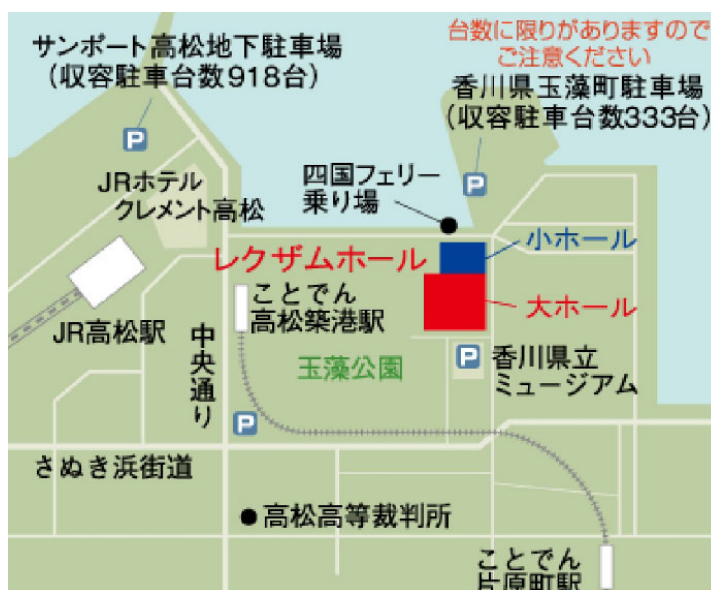 サンポート高松地下駐車場
（収容駐車台数918台）
台数に限りがありますので
ご注意ください
香川県玉藻町駐車場
（収容駐車台数333台）
P
P
JRホテル
クレメント高松
四国フェリー
乗り場
レクザムホール
小ホール
大ホール
ことでん
高松築港駅
JR高松駅
中央通り
玉藻公園
P
香川県立
ミュージアム
P
さぬき浜街道
高松高等裁判所
ことでん
片原町駅